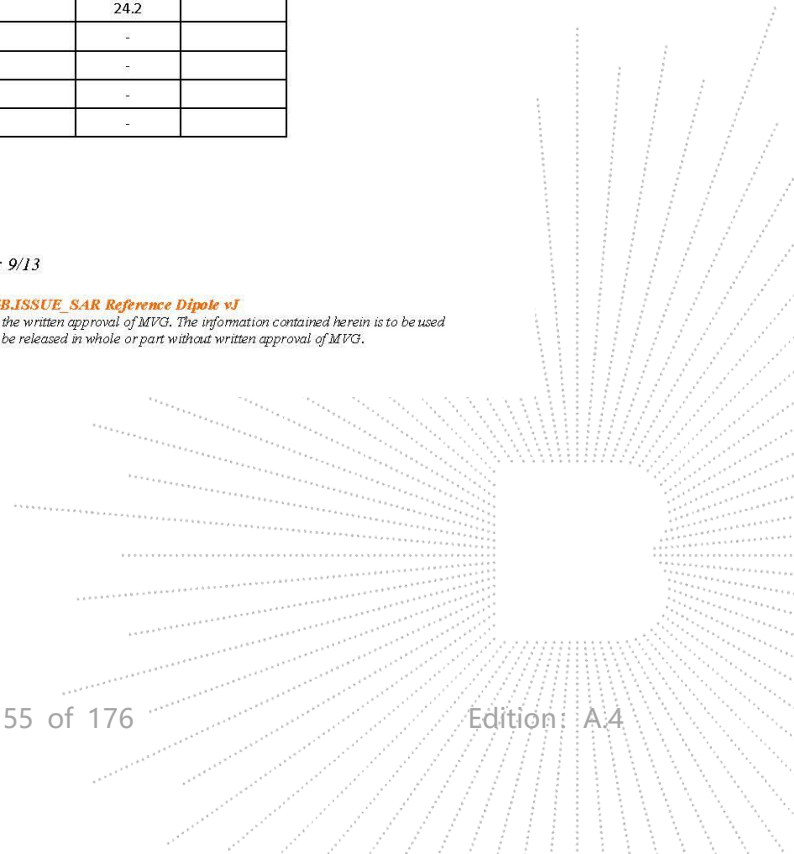 24.2
-
-
-
-
: 9/13
B.ISSUE_SAR Reference Dipole vJ
the written approval of MVG. The information contained herein is to be used
be released in whole or part without written approval of MVG.
55 of 176
Edition: A.4